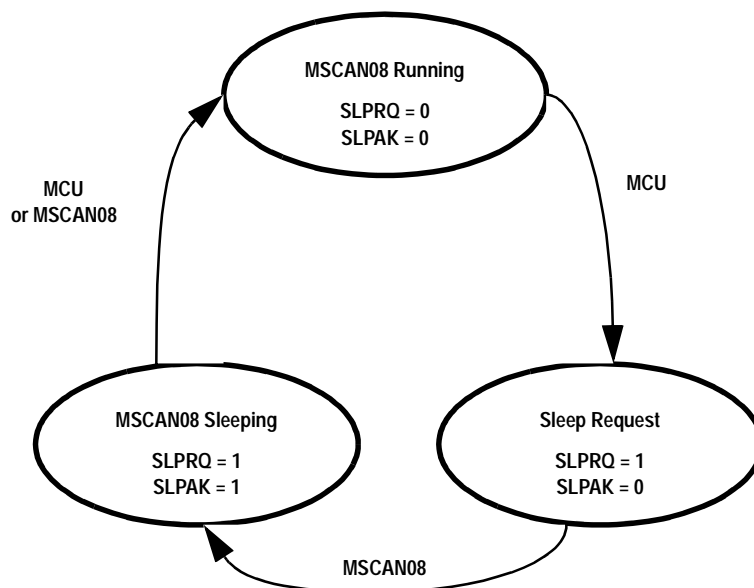 MSCAN08 Running
SLPRQ = 0
SLPAK = 0
MCU
or MSCAN08
MCU
MSCAN08 Sleeping
SLPRQ = 1
SLPAK = 1
Sleep Request
SLPRQ = 1
SLPAK = 0
MSCAN08